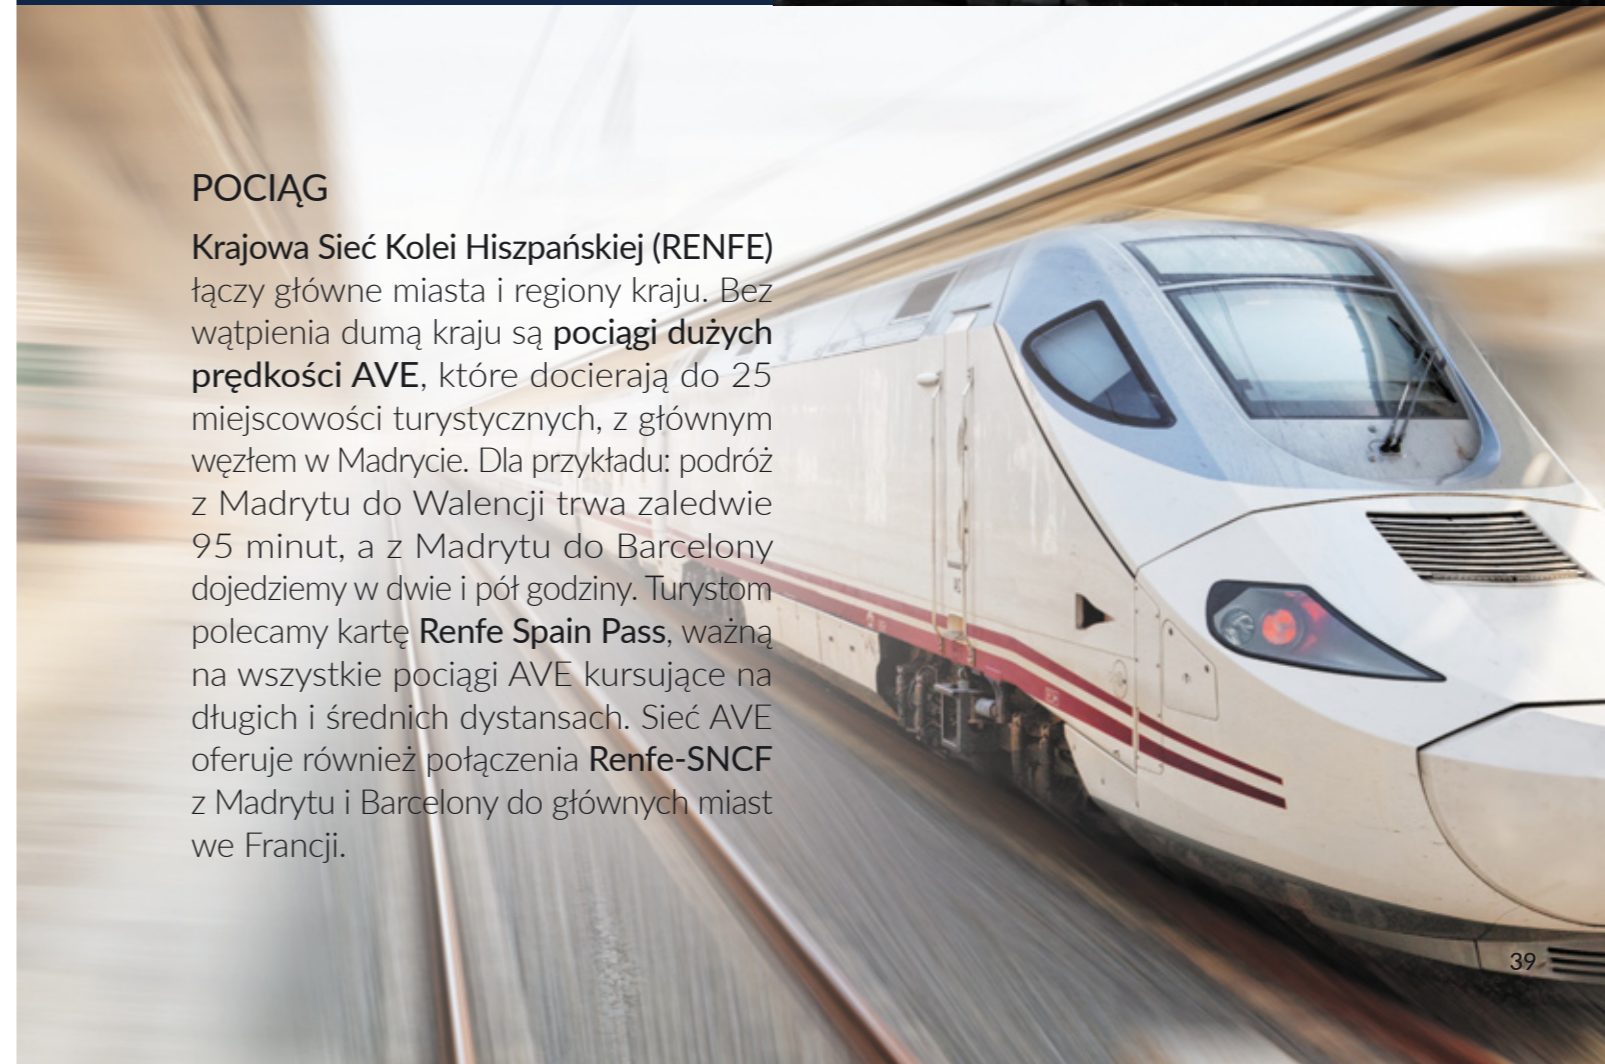 POCIĄG
Krajowa Sieć Kolei Hiszpańskiej (RENFE)
łączy główne miasta i regiony kraju. Bez
wątpienia dumą kraju są pociągi dużych
prędkości AVE, które docierają do 25
miejscowości turystycznych, z głównym
węzłem w Madrycie. Dla przykładu: podróż
z Madrytu do Walencji trwa zaledwie
95 minut, a z Madrytu do Barcelony
dojedziemy w dwie i pół godziny. Turystom
polecamy kartę Renfe Spain Pass, ważną
na wszystkie pociągi AVE kursujące na
długich i średnich dystansach. Sieć AVE
oferuje również połączenia Renfe-SNCF
z Madrytu i Barcelony do głównych miast
we Francji.
39